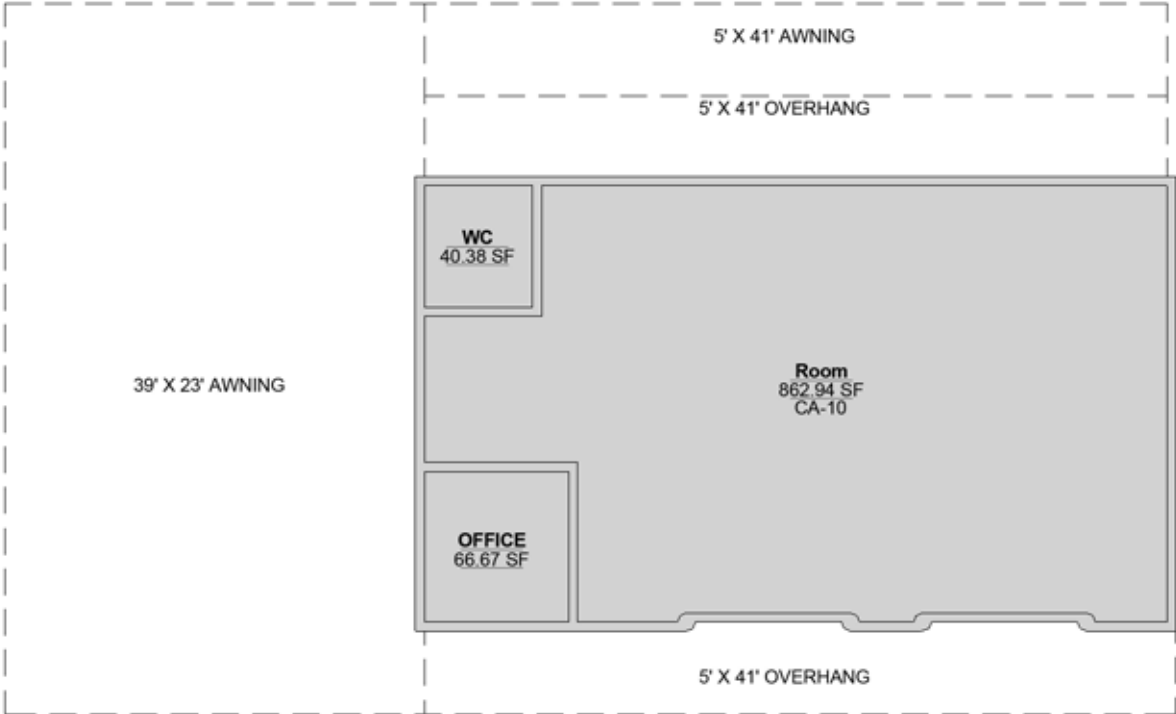 5' X 41' AWNING
5' X 41' OVERHANG
WC
40.38 SF
39' X 23' AWNING
Room
862.94 SF
CA-10
OFFICE
66.67 SF
5' X 41' OVERHANG